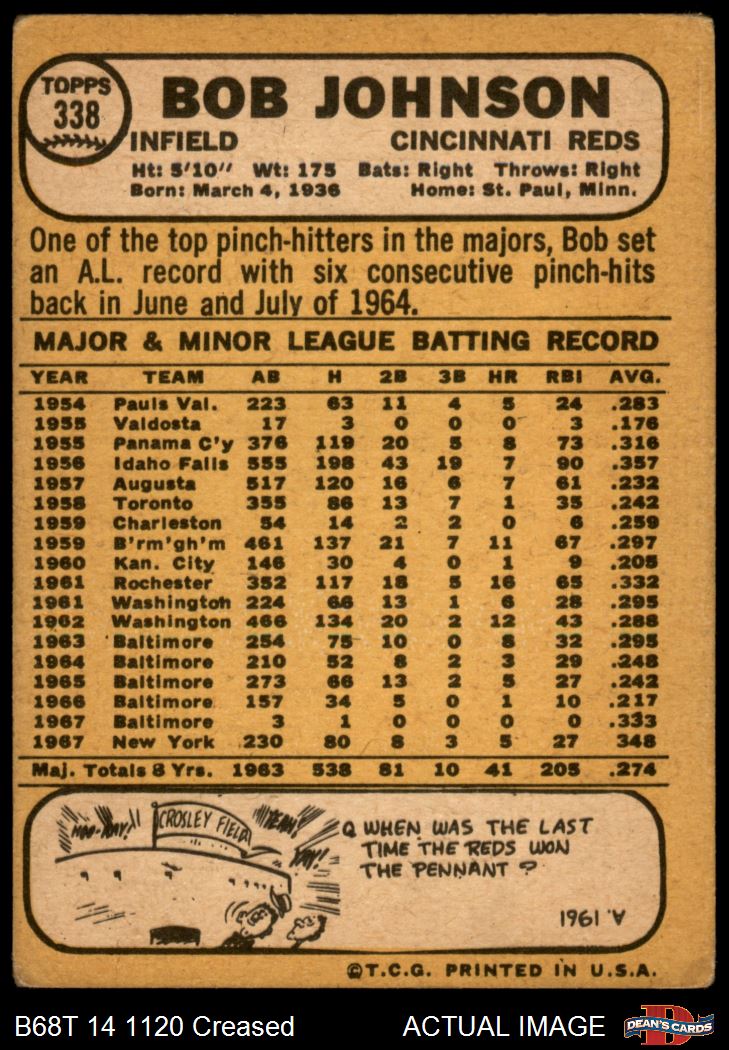 TOPPS
338
BOB JOHNSON
INFIELD CINCINNATI REDS
Ht: 5'10" Wt: 175 Bats: Right Throws: Right
Born: March 4, 1936 Home: St. Paul, Minn.
One of the top pinch-hitters in the majors, Bob set
an A.L. record with six consecutive pinch-hits
back in June and July of 1964.
MAJOR & MINOR LEAGUE BATTING RECORD
YEAR TEAM AB H 2B 3B HR RBI AVG.
1954 Pauls Val. 223 63 11 4 5 24 .283
1955 Valdosta 17 3 0 0 0 3 .176
1955 Panama C'y 376 119 20 5 8 73 .316
1956 Idaho Falls 555 198 43 19 7 90 .357
1957 Augusta 517 120 16 6 7 61 .232
1958 Toronto 355 86 13 7 1 35 .242
1959 Charleston 54 14 2 2 0 6 .259
1959 B'rm'gh'm 461 137 21 7 11 67 .297
1960 Kan. City 146 30 4 0 1 9 .205
1961 Rochester 352 117 18 5 16 65 .332
1961 Washington 224 66 13 1 6 28 .295
1962 Washington 466 134 20 2 12 43 .288
1963 Baltimore 254 75 10 0 8 32 .295
1964 Baltimore 210 52 8 2 3 29 .248
1965 Baltimore 273 66 13 2 5 27 .242
1966 Baltimore 157 34 5 0 1 10 .217
1967 Baltimore 3 1 0 0 0 0 .333
1967 New York 230 80 8 3 5 27 348
Maj. Totals 8 Yrs. 1963 538 81 10 41 205 .274
CROSLEY FIELD
YEAH!
YAY!
Q WHEN WAS THE LAST
TIME THE REDS WON
THE PENNANT?
A. 1961
©T.C.G. PRINTED IN U.S.A.
B68T 14 1120 Creased ACTUAL IMAGE
DEAN'S CARDS